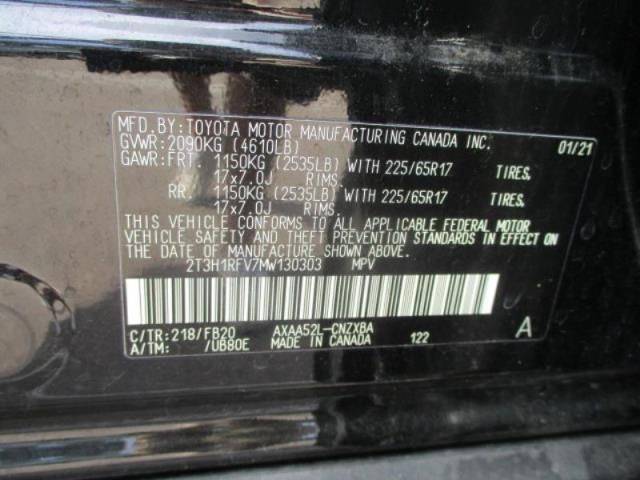 MFD.BY:TOYOTA MOTOR MANUFACTURING CANADA INC. 01/21
GVWR:2090KG (4610LB)
GAWR:FRT. 1150KG (2535LB) WITH 225/65R17 TIRES.
17x7.0J RIMS.
RR. 1150KG (2535LB) WITH 225/65R17 TIRES.
17x7.0J RIMS.
THIS VEHICLE CONFORMS TO ALL APPLICABLE FEDERAL MOTOR
VEHICLE SAFETY AND THEFT PREVENTION STANDARDS IN EFFECT
ON THE DATE OF MANUFACTURE SHOWN ABOVE.
2T3H1RFV7MW130303 MPV
C/TR:218/FB20 AXAA52L-CNZXBA A
A/TM: /UB80E MADE IN CANADA 122